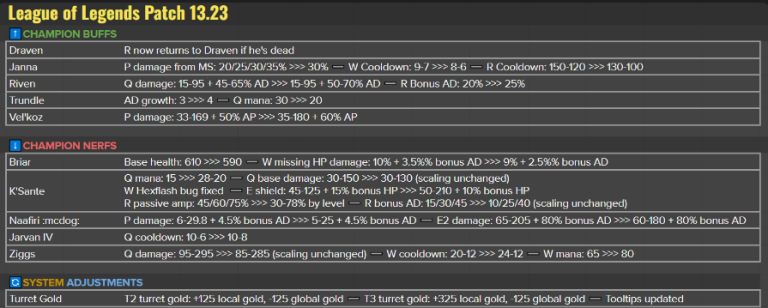 League of Legends Patch 13.23
CHAMPION BUFFS
Draven R now returns to Draven if he's dead
Janna P damage from MS: 20/25/30/35% >>> 30% — W Cooldown: 9-7 >>> 8-6 — R Cooldown: 150-120 >>> 130-100
Riven Q damage: 15-95 + 45-65% AD >>> 15-95 + 50-70% AD — R Bonus AD: 20% >>> 25%
Trundle AD growth: 3 >>> 4 — Q mana: 30 >>> 20
Vel'koz P damage: 33-169 + 50% AP >>> 35-180 + 60% AP
CHAMPION NERFS
Briar Base health: 610 >>> 590 — W missing HP damage: 10% + 3.5%% bonus AD >>> 9% + 2.5%% bonus AD
Q mana: 15 >>> 28-20 — Q base damage: 30-150 >>> 30-130 (scaling unchanged)
K'Sante W Hexflash bug fixed — E shield: 45-125 + 15% bonus HP >>> 50-210 + 10% bonus HP
R passive amp: 45/60/75% >>> 30-78% by level — R bonus AD: 15/30/45 >>> 10/25/40 (scaling unchanged)
Naafiri :mcdog: P damage: 6-29.8 + 4.5% bonus AD >>> 5-25 + 4.5% bonus AD — E2 damage: 65-205 + 80% bonus AD >>> 60-180 + 80% bonus AD
Jarvan IV Q cooldown: 10-6 >>> 10-8
Ziggs Q damage: 95-295 >>> 85-285 (scaling unchanged) — W cooldown: 20-12 >>> 24-12 — W mana: 65 >>> 80
SYSTEM ADJUSTMENTS
Turret Gold T2 turret gold: +125 local gold, -125 global gold — T3 turret gold: +325 local gold, -125 global gold — Tooltips updated